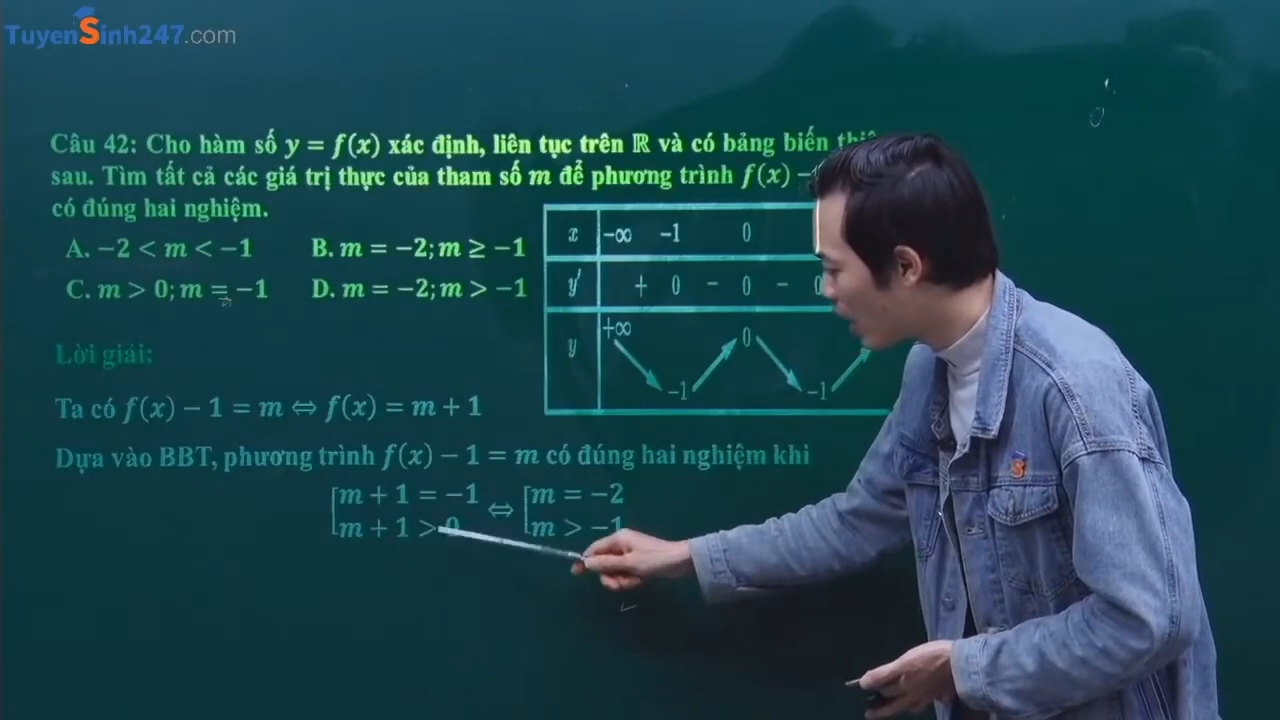 TuyenSinh247.com
Câu 42: Cho hàm số y = f(x) xác định, liên tục trên ℝ và có bảng biến
sau. Tìm tất cả các giá trị thực của tham số m để phương trình f(x) −
có đúng hai nghiệm.
A. −2 < m < −1 B. m = −2; m ≥ −1
C. m > 0; m = −1 D. m = −2; m > −1
x −∞ −1 0
y' + 0 − 0 − 0
y +∞ −1 0 −1
Lời giải:
Ta có f(x) − 1 = m ⇔ f(x) = m + 1
Dựa vào BBT, phương trình f(x) − 1 = m có đúng hai nghiệm khi
[m + 1 = −1 ⇔ [m = −2
[m + 1 > 0 [m > −1